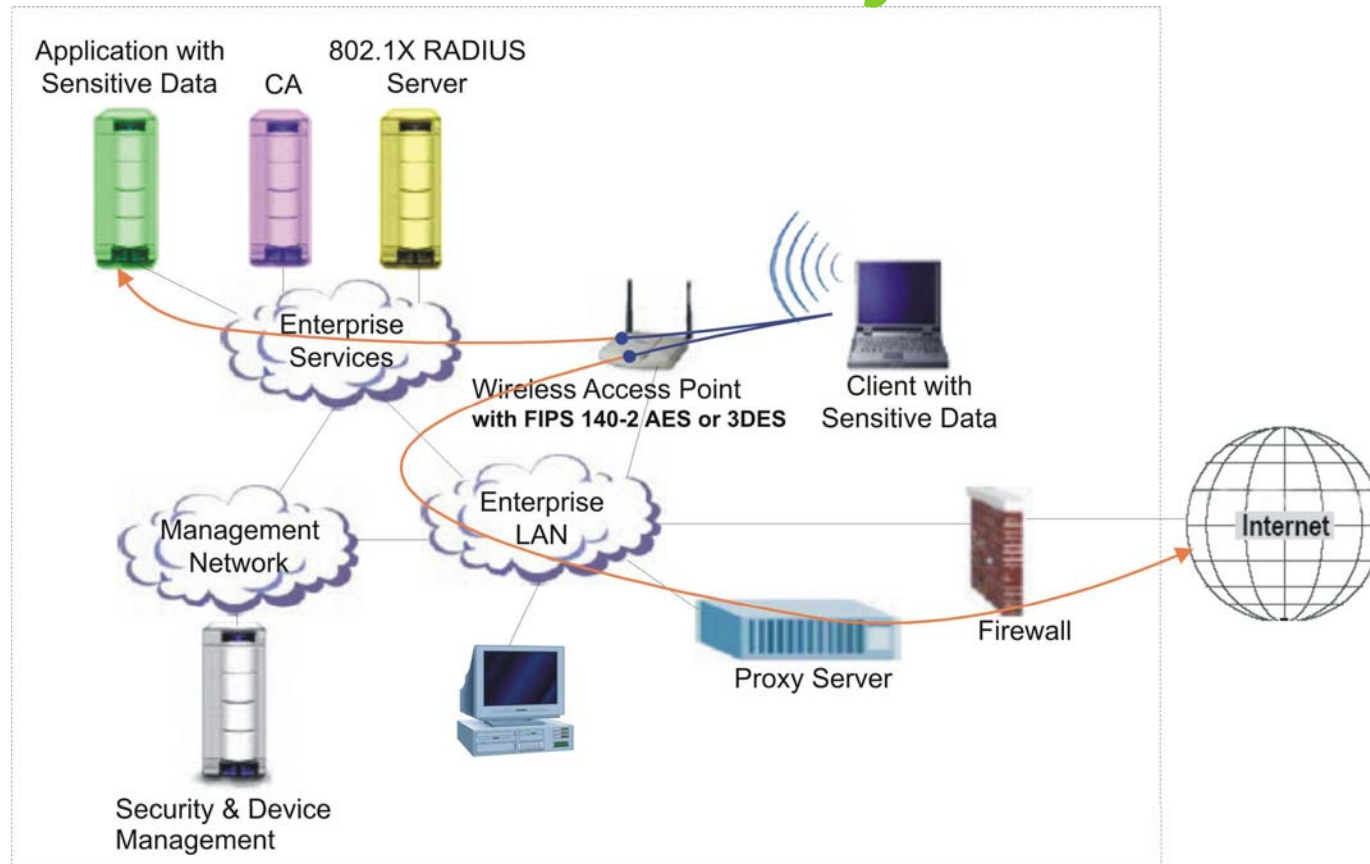 Application with
Sensitive Data
CA
802.1X RADIUS
Server
Enterprise
Services
Wireless Access Point
with FIPS 140-2 AES or 3DES
Client with
Sensitive Data
Enterprise
LAN
Management
Network
Internet
Firewall
Proxy Server
Security & Device
Management